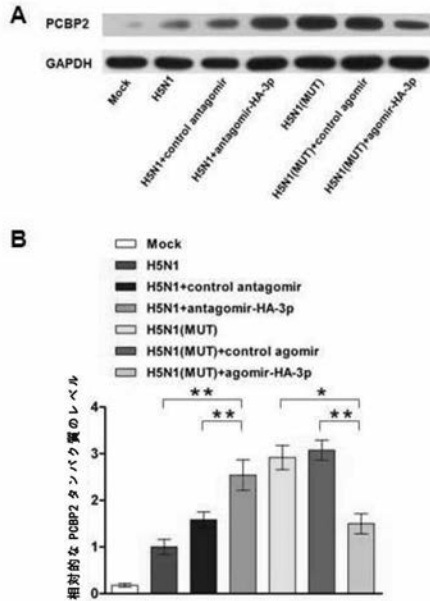 A
PCBP2
GAPDH
Mock
H5N1
H5N1+control antagomir
H5N1+antagomir-HA-3p
H5N1(MUT)
H5N1(MUT)+control agomir
H5N1(MUT)+agomir-HA-3p
B
Mock
H5N1
H5N1+control antagomir
H5N1+antagomir-HA-3p
H5N1(MUT)
H5N1(MUT)+control agomir
H5N1(MUT)+agomir-HA-3p
相対的な PCBP2 タンパク質のレベル
4
3
2
1
0
** *
** **